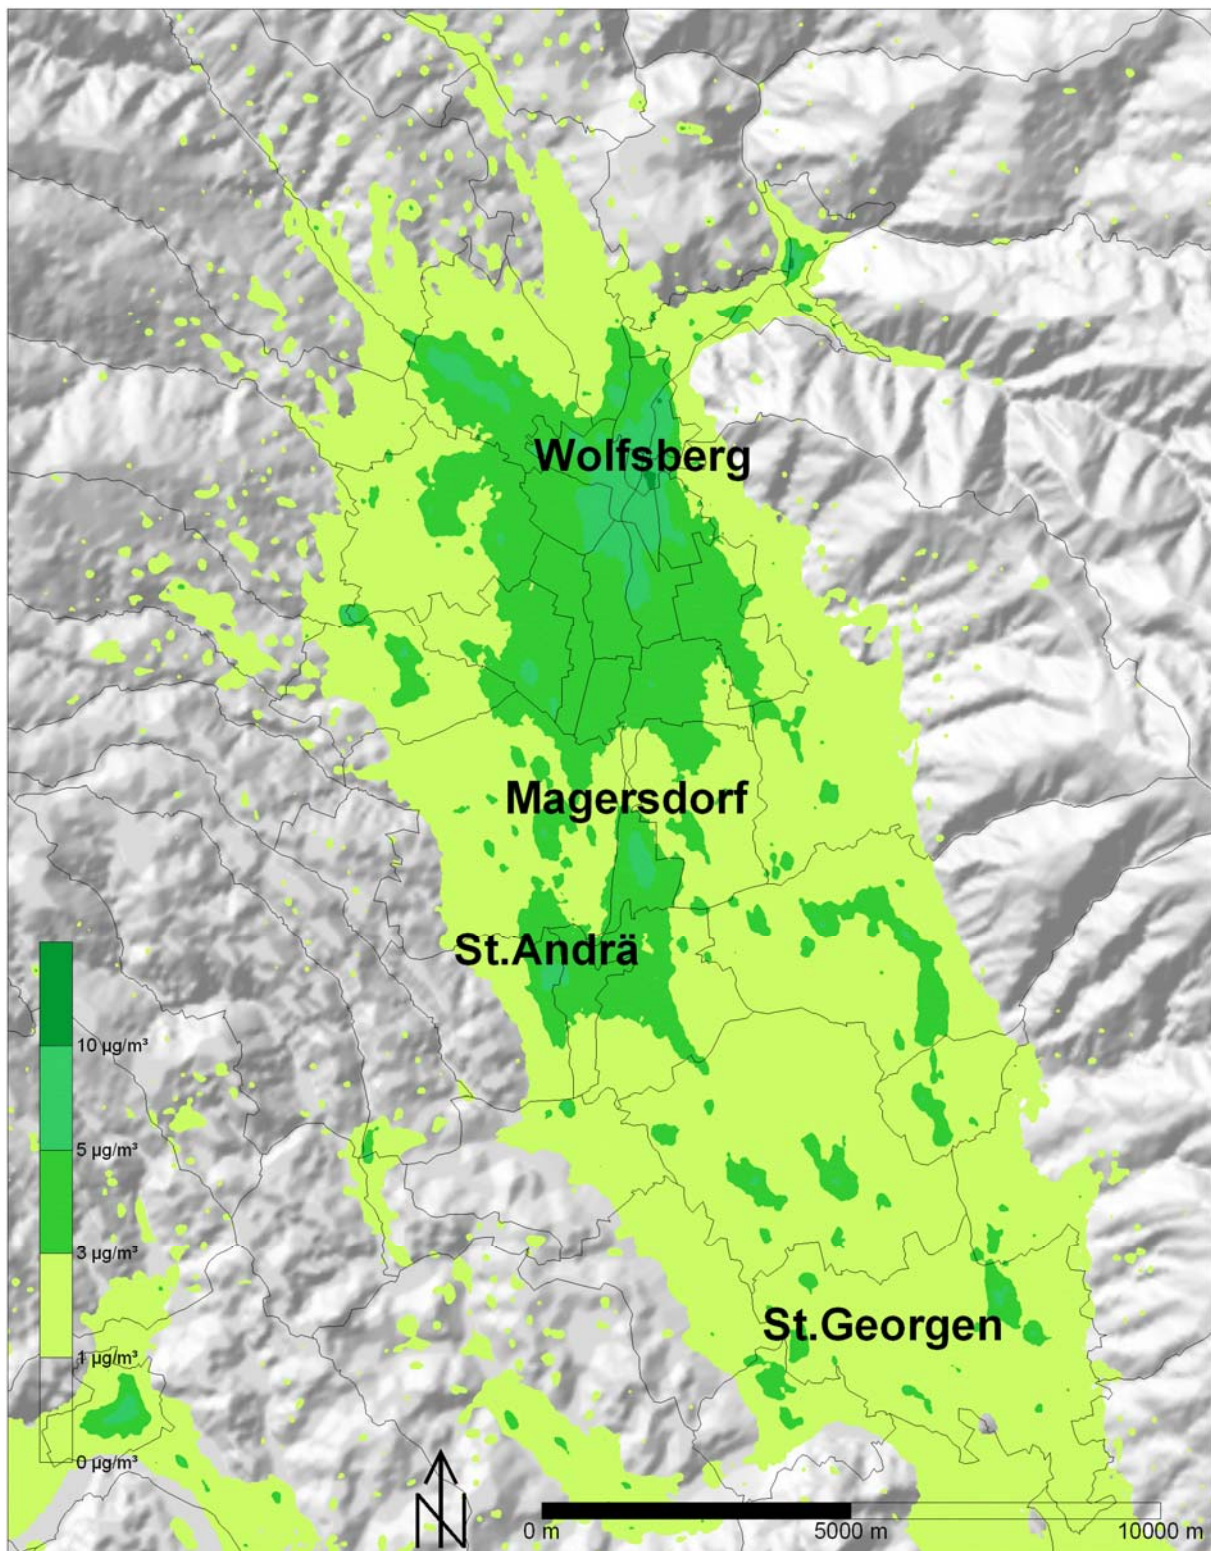 Wolfsberg
Magersdorf
St.Andrä
10 µg/m³
5 µg/m³
3 µg/m³
1 µg/m³
0 µg/m³
St.Georgen
N
0 m
5000 m
10000 m